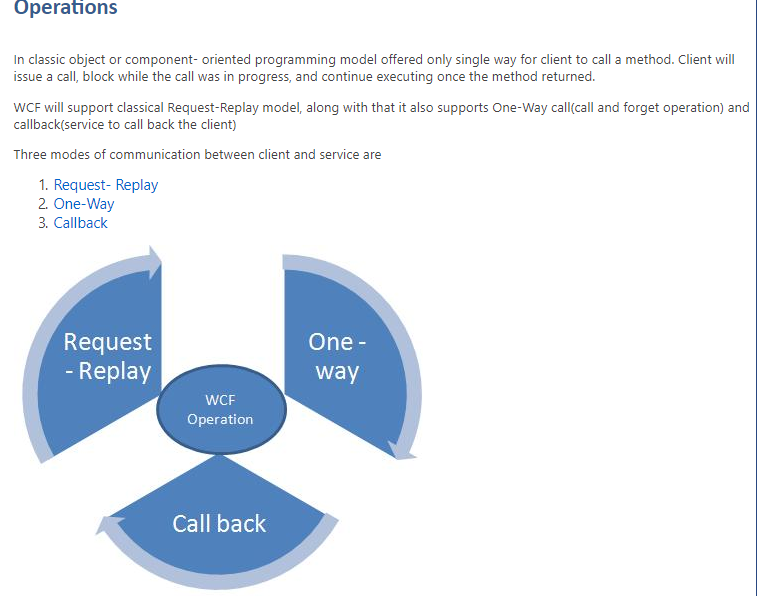 Operations
In classic object or component- oriented programming model offered only single way for client to call a method. Client will
issue a call, block while the call was in progress, and continue executing once the method returned.
WCF will support classical Request-Replay model, along with that it also supports One-Way call(call and forget operation) and
callback(service to call back the client)
Three modes of communication between client and service are
1. Request- Replay
2. One-Way
3. Callback
Request
- Replay
One -
way
WCF
Operation
Call back